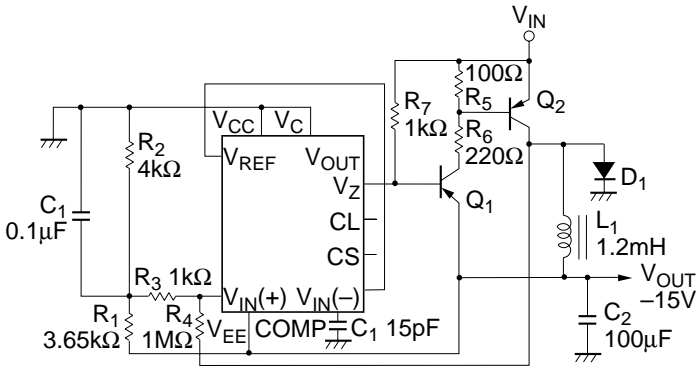 VIN
100Ω
R5
R7
1kΩ
Q2
VCC
VC
R2
4kΩ
R6
220Ω
VREF
VOUT
VZ
D1
Q1
C1
0.1μF
CL
L1
1.2mH
CS
R3 1kΩ
VIN(+)
VIN(−)
VOUT
−15V
R1
3.65kΩ
R4
1MΩ
VEE
COMP
C1 15pF
C2
100μF